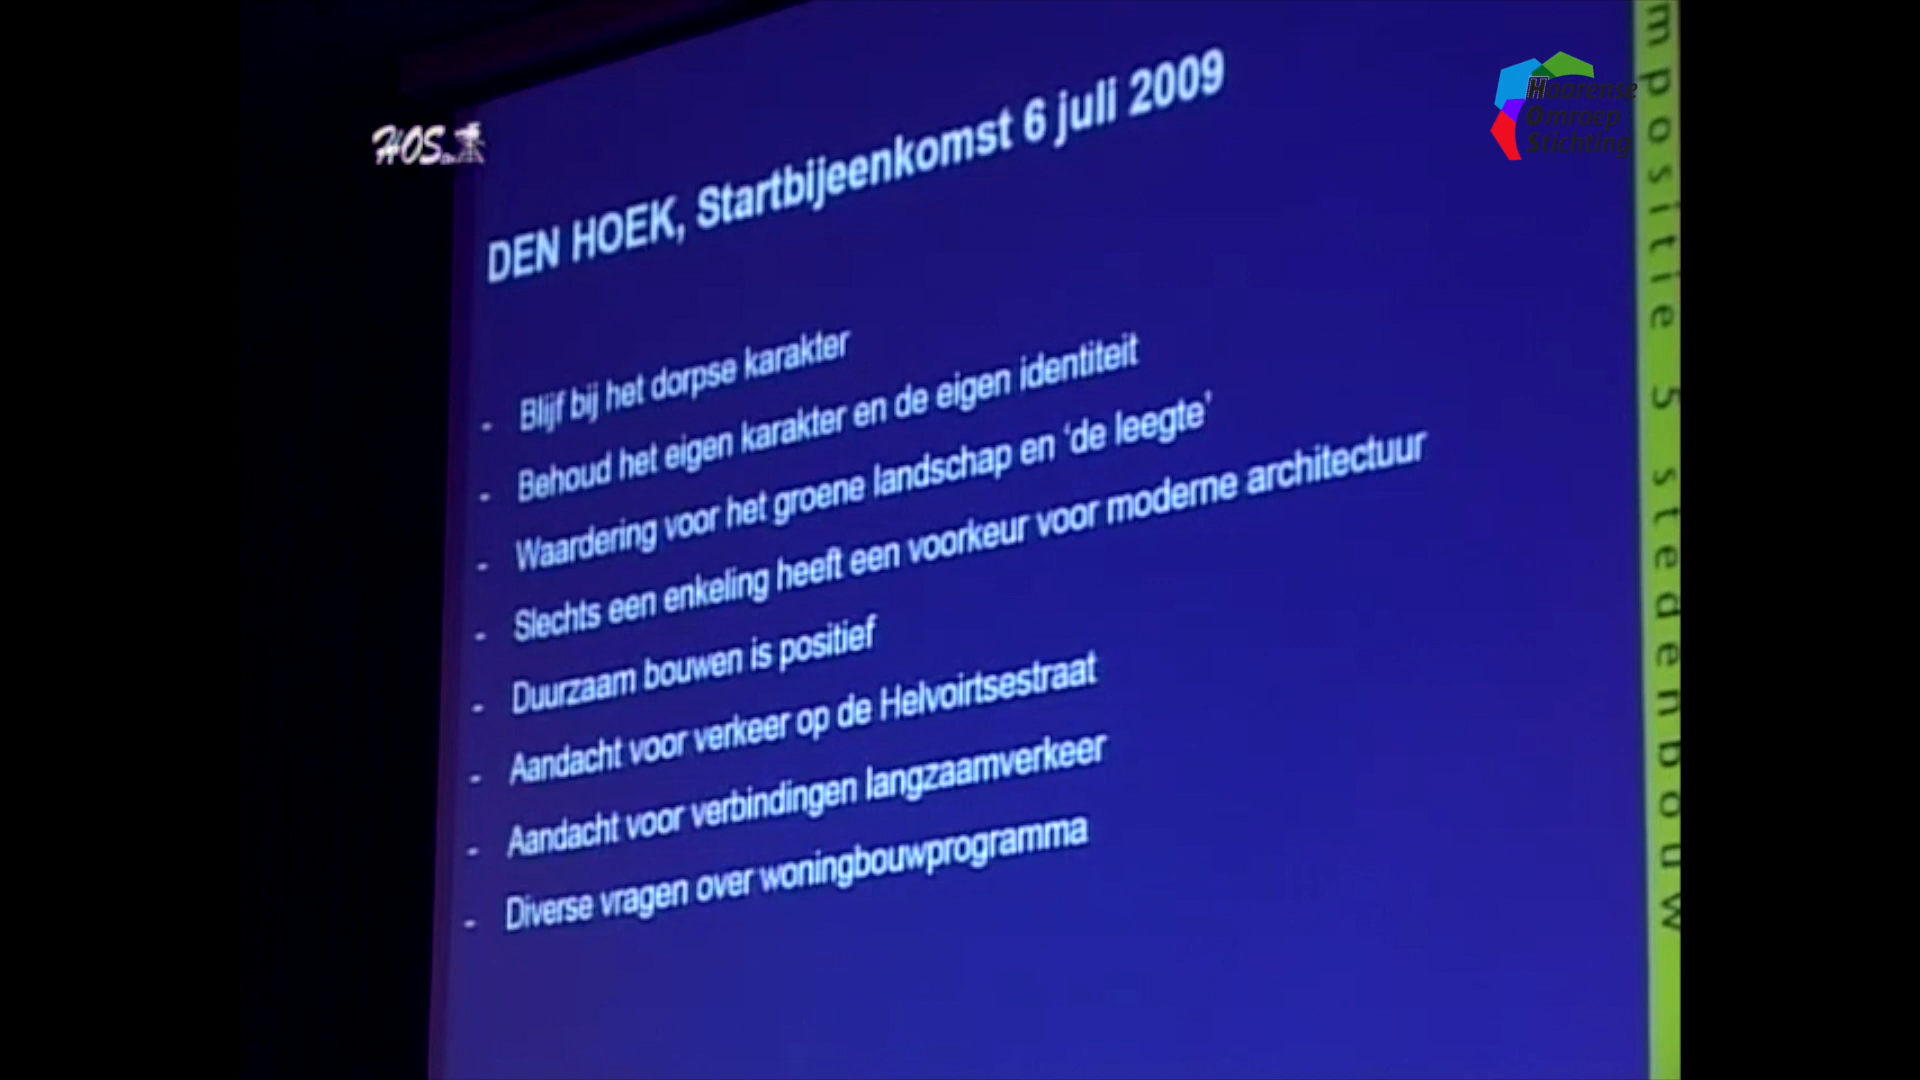 HOS
Haarense
Omroep
Stichting
DEN HOEK, Startbijeenkomst 6 juli 2009
- Blijf bij het dorpse karakter
- Behoud het eigen karakter en de eigen identiteit
- Waardering voor het groene landschap en ‘de leegte’
- Slechts een enkeling heeft een voorkeur voor moderne architectuur
- Duurzaam bouwen is positief
- Aandacht voor verkeer op de Helvoirtsestraat
- Aandacht voor verbindingen langzaamverkeer
- Diverse vragen over woningbouwprogramma
mpositie 5 stedenbouw